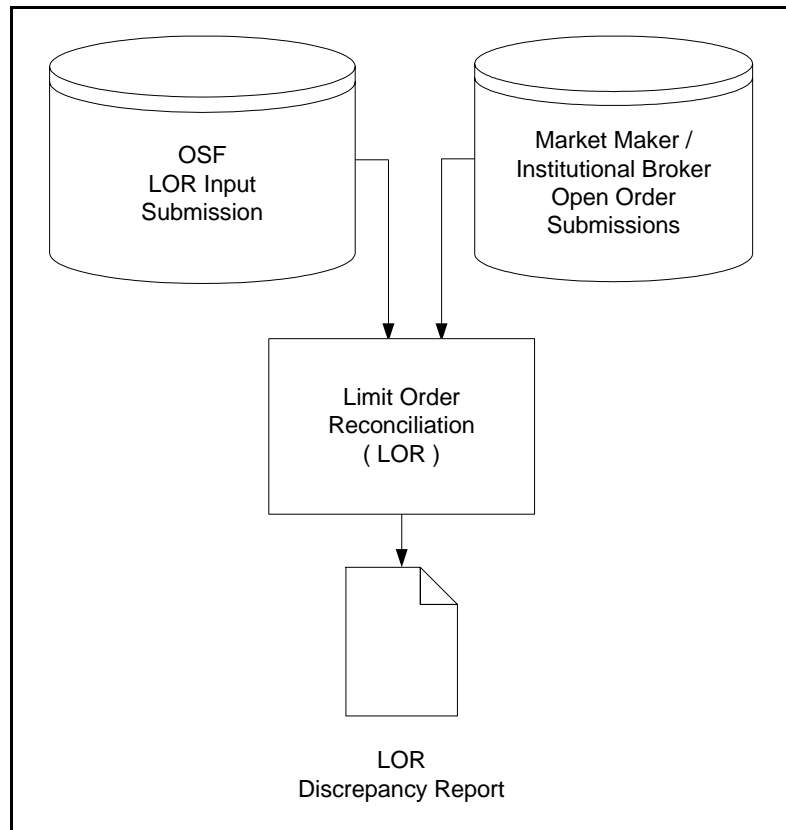 OSF
LOR Input
Submission
Market Maker /
Institutional Broker
Open Order
Submissions
Limit Order
Reconciliation
( LOR )
LOR
Discrepancy Report